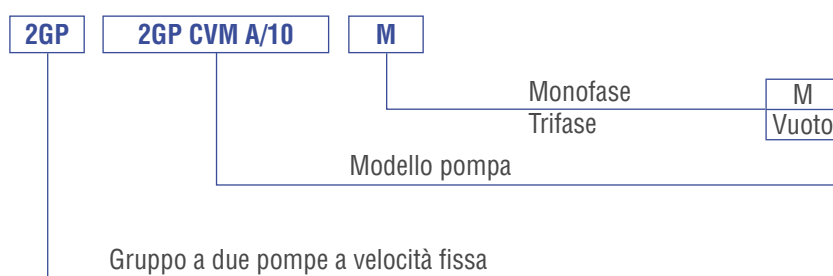 2GP 2GP CVM A/10 M
Monofase M
Trifase Vuoto
Modello pompa
Gruppo a due pompe a velocità fissa